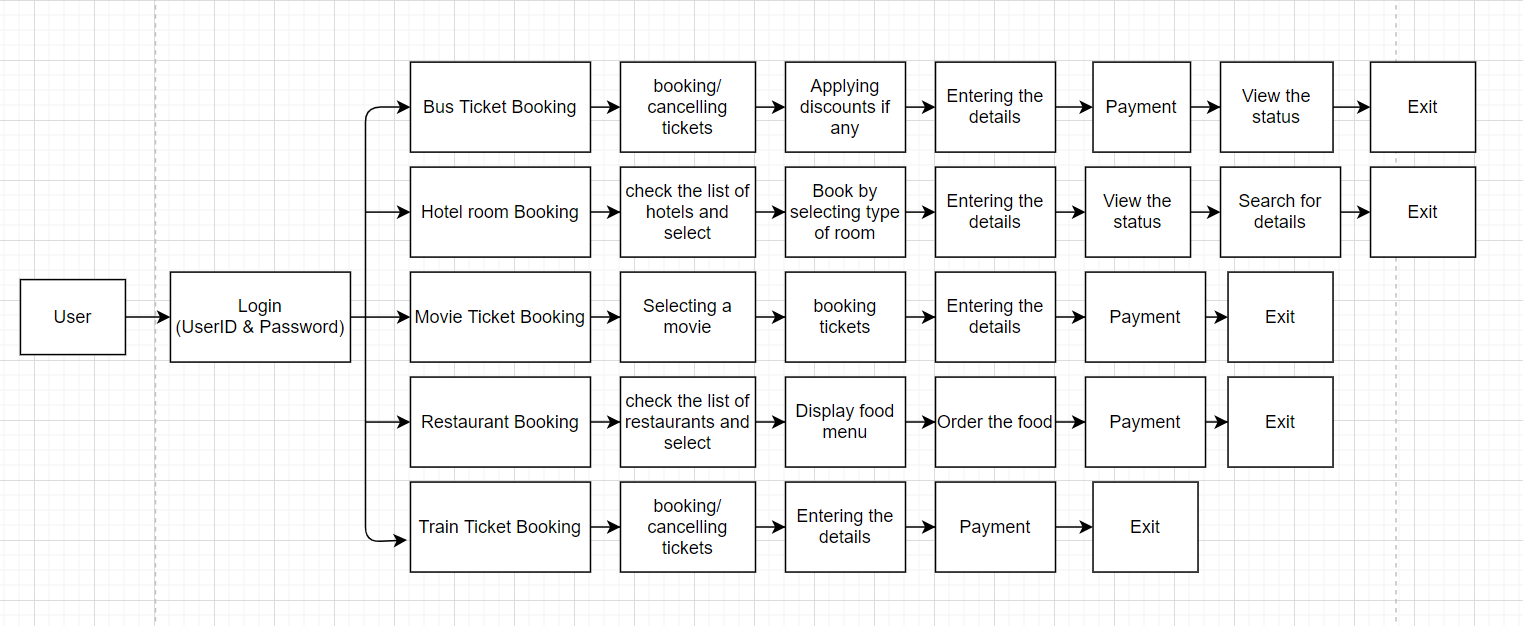 Bus Ticket Booking
booking/
cancelling
tickets
Applying
discounts if
any
Entering the
details
Payment
View the
status
Exit
Hotel room Booking
check the list of
hotels and
select
Book by
selecting type
of room
Entering the
details
View the
status
Search for
details
Exit
User
Login
(UserID & Password)
Movie Ticket Booking
Selecting a
movie
booking
tickets
Entering the
details
Payment
Exit
Restaurant Booking
check the list of
restaurants and
select
Display food
menu
Order the food
Payment
Exit
Train Ticket Booking
booking/
cancelling
tickets
Entering the
details
Payment
Exit